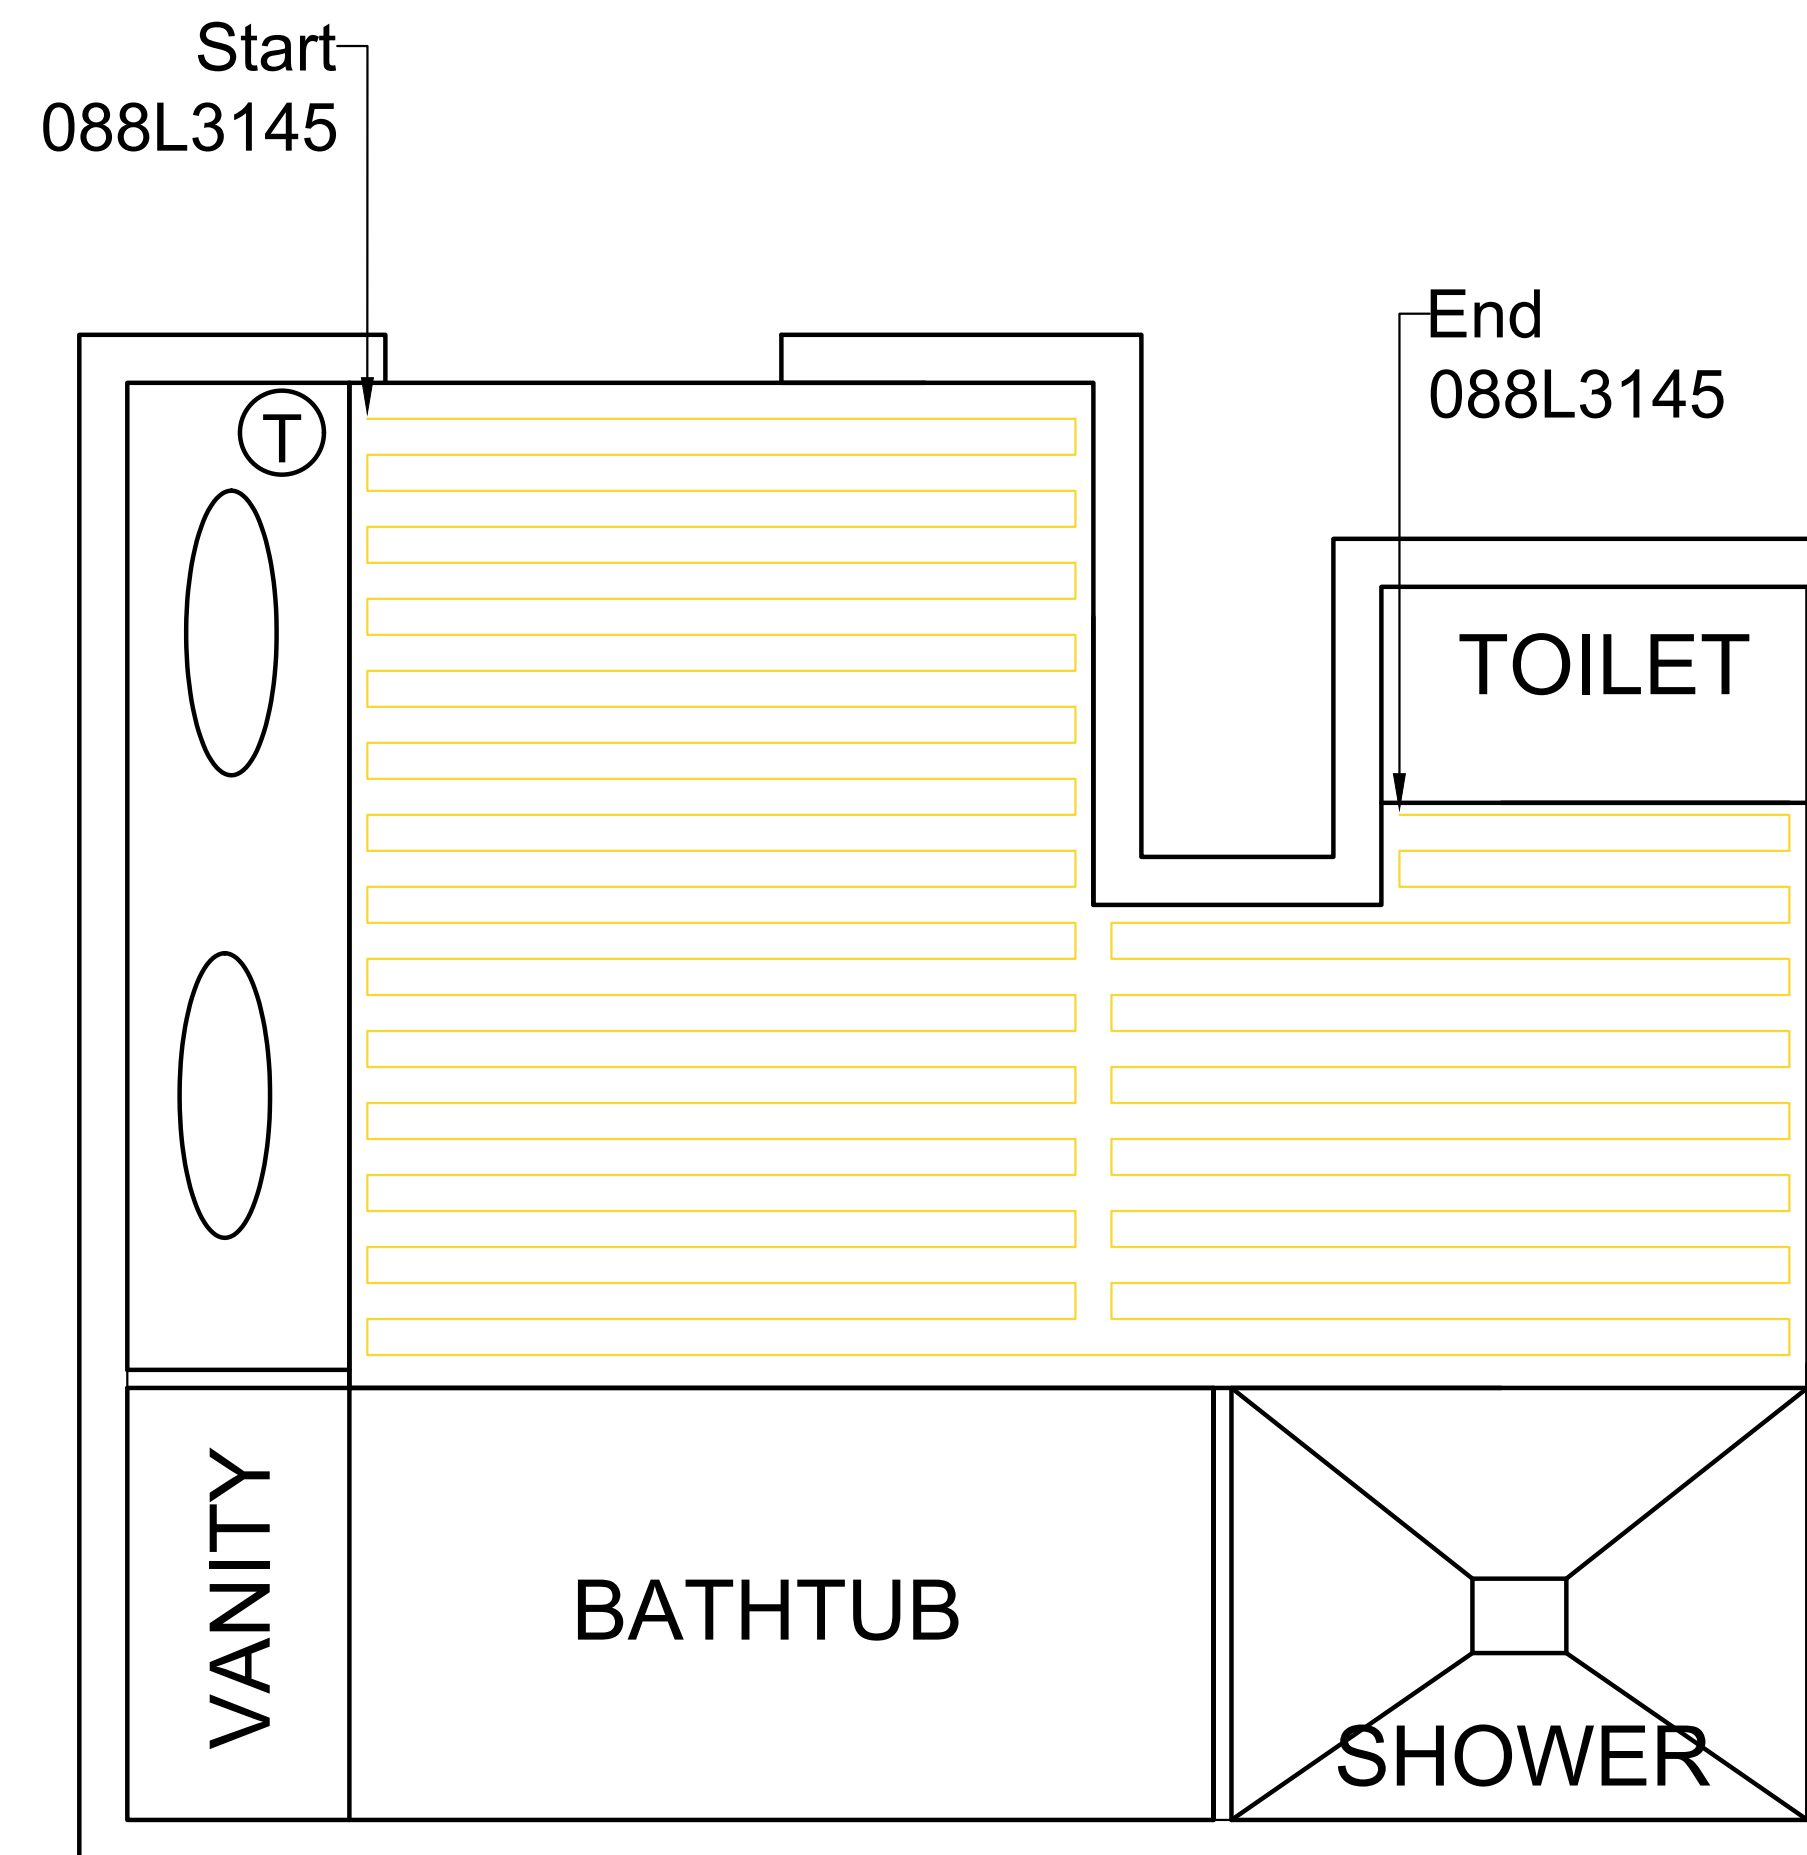 Start
088L3145
End
088L3145
T
TOILET
VANITY
BATHTUB
SHOWER